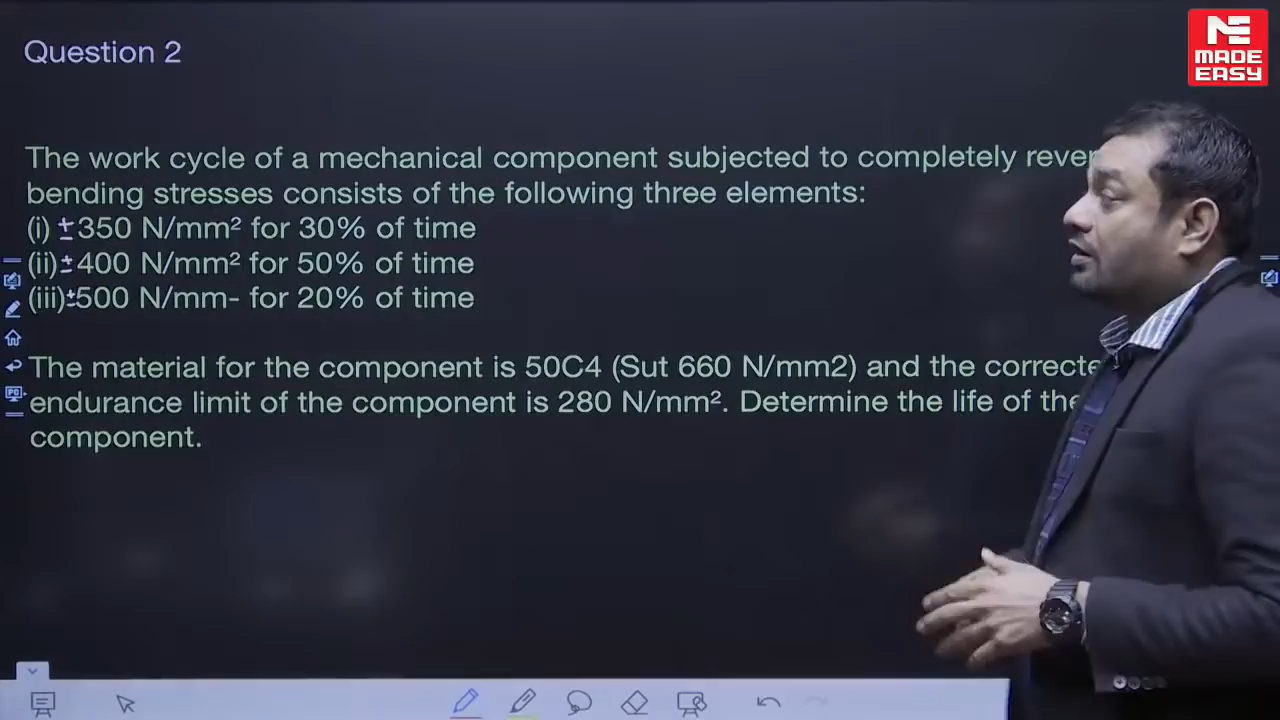 Question 2
MADE
EASY
The work cycle of a mechanical component subjected to completely
bending stresses consists of the following three elements:
(i) ±350 N/mm² for 30% of time
(ii)±400 N/mm² for 50% of time
(iii)±500 N/mm- for 20% of time
The material for the component is 50C4 (Sut 660 N/mm2) and the
endurance limit of the component is 280 N/mm². Determine the life of the
component.